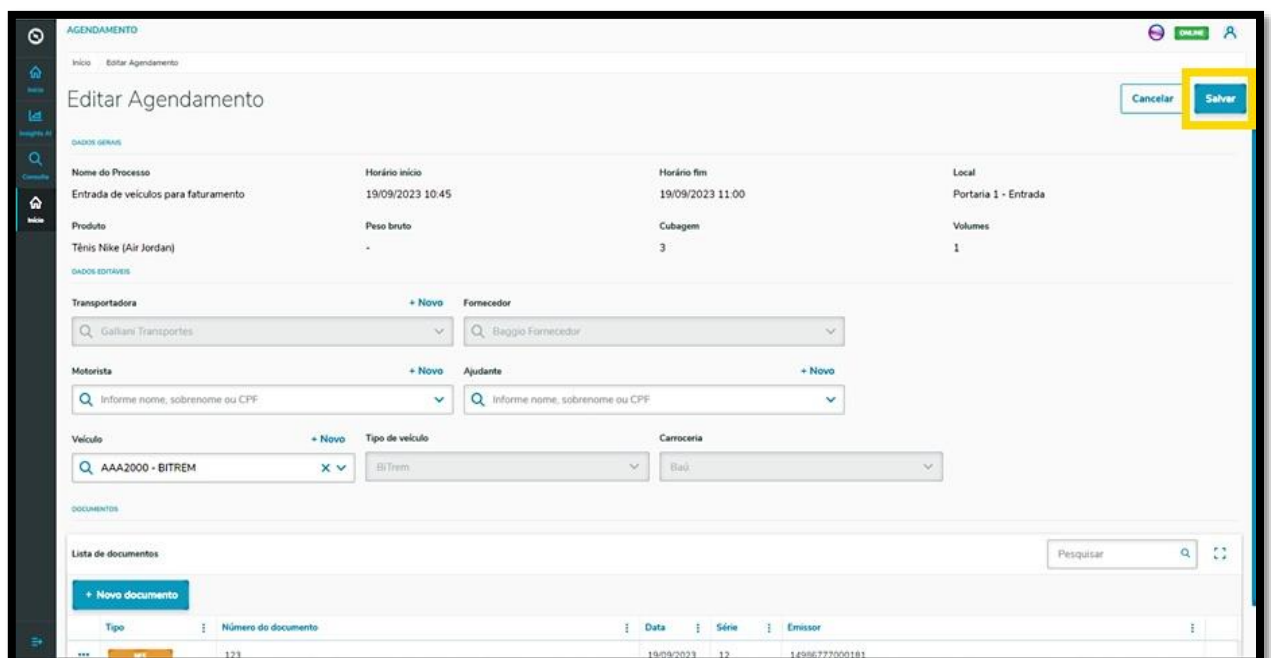 AGENDAMENTO
ONLINE
Início Editar Agendamento
Início
Insights AI
Consulta
Início
Editar Agendamento
Cancelar Salvar
DADOS GERAIS
Nome do Processo Horário início Horário fim Local
Entrada de veículos para faturamento 19/09/2023 10:45 19/09/2023 11:00 Portaria 1 - Entrada
Produto Peso bruto Cubagem Volumes
Tênis Nike (Air Jordan) - 3 1
DADOS EDITÁVEIS
Transportadora + Novo Fornecedor
Galliani Transportes Baggio Fornecedor
Motorista + Novo Ajudante + Novo
Informe nome, sobrenome ou CPF Informe nome, sobrenome ou CPF
Veículo + Novo Tipo de veículo Carroceria
AAA2000 - BITREM BiTrem Baú
DOCUMENTOS
Lista de documentos Pesquisar
+ Novo documento
Tipo Número do documento Data Série Emissor
123 19/09/2023 12 14986777000181